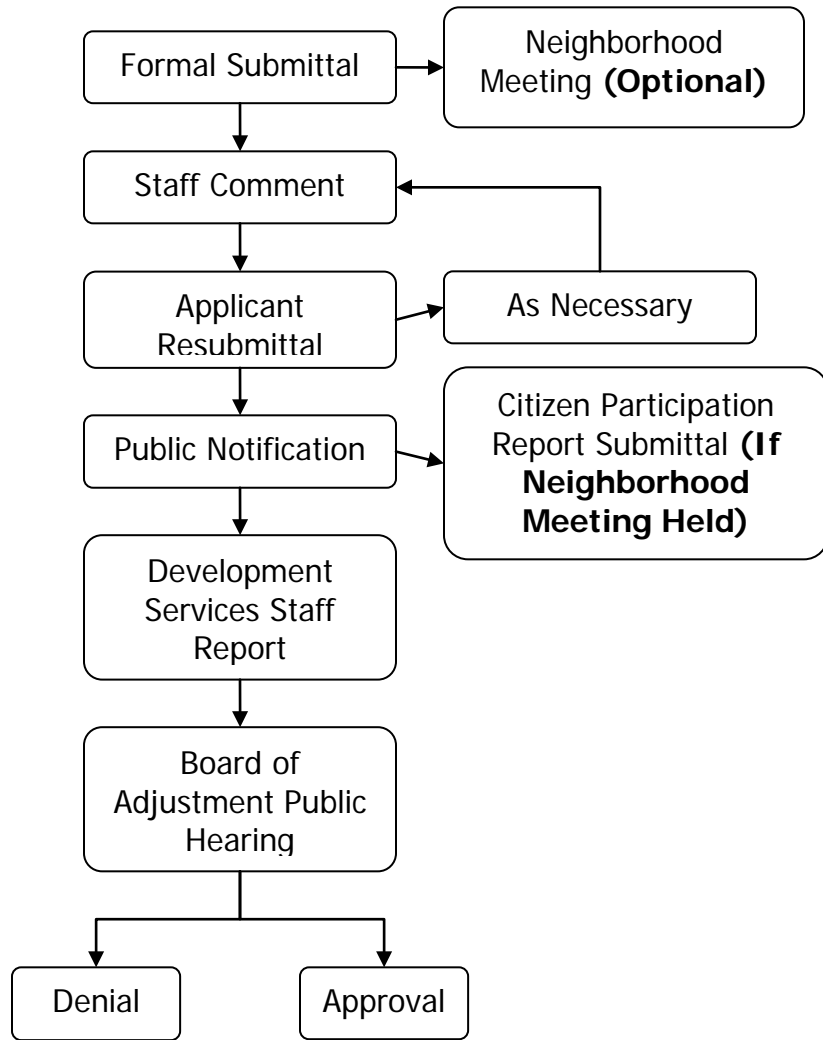 Formal Submittal
Neighborhood
Meeting (Optional)
Staff Comment
Applicant
Resubmittal
As Necessary
Public Notification
Citizen Participation
Report Submittal (If
Neighborhood
Meeting Held)
Development
Services Staff
Report
Board of
Adjustment Public
Hearing
Denial
Approval